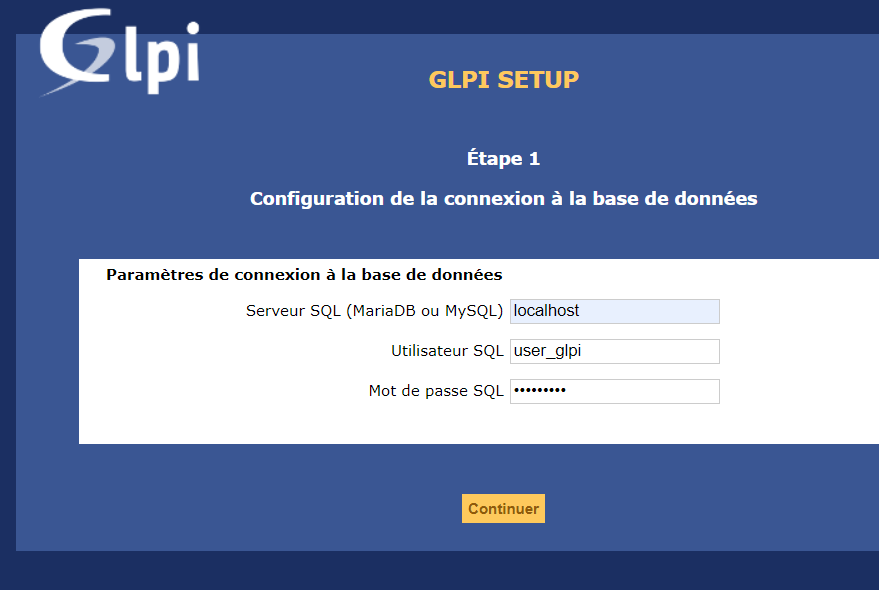 Glpi
GLPI SETUP
Étape 1
Configuration de la connexion à la base de données
Paramètres de connexion à la base de données
Serveur SQL (MariaDB ou MySQL) localhost
Utilisateur SQL user_glpi
Mot de passe SQL •••••••••
Continuer